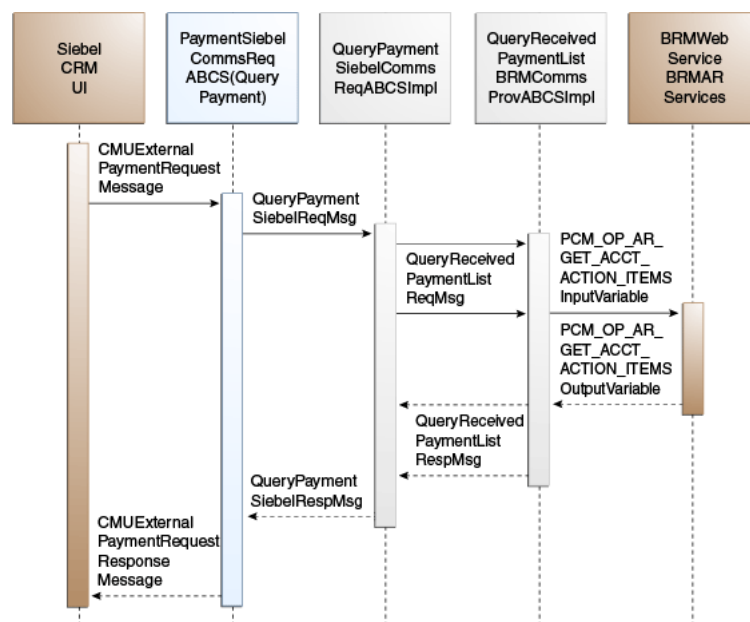 Siebel
CRM
UI
PaymentSiebel
CommsReq
ABCS(Query
Payment)
QueryPayment
SiebelComms
ReqABCSImpl
QueryReceived
PaymentList
BRMComms
ProvABCSImpl
BRMWeb
Service
BRMAR
Services
CMUExternal
PaymentRequest
Message
QueryPayment
SiebelReqMsg
QueryReceived
PaymentList
ReqMsg
PCM_OP_AR_
GET_ACCT_
ACTION_ITEMS
InputVariable
PCM_OP_AR_
GET_ACCT_
ACTION_ITEMS
OutputVariable
QueryReceived
PaymentList
RespMsg
QueryPayment
SiebelRespMsg
CMUExternal
PaymentRequest
Response
Message